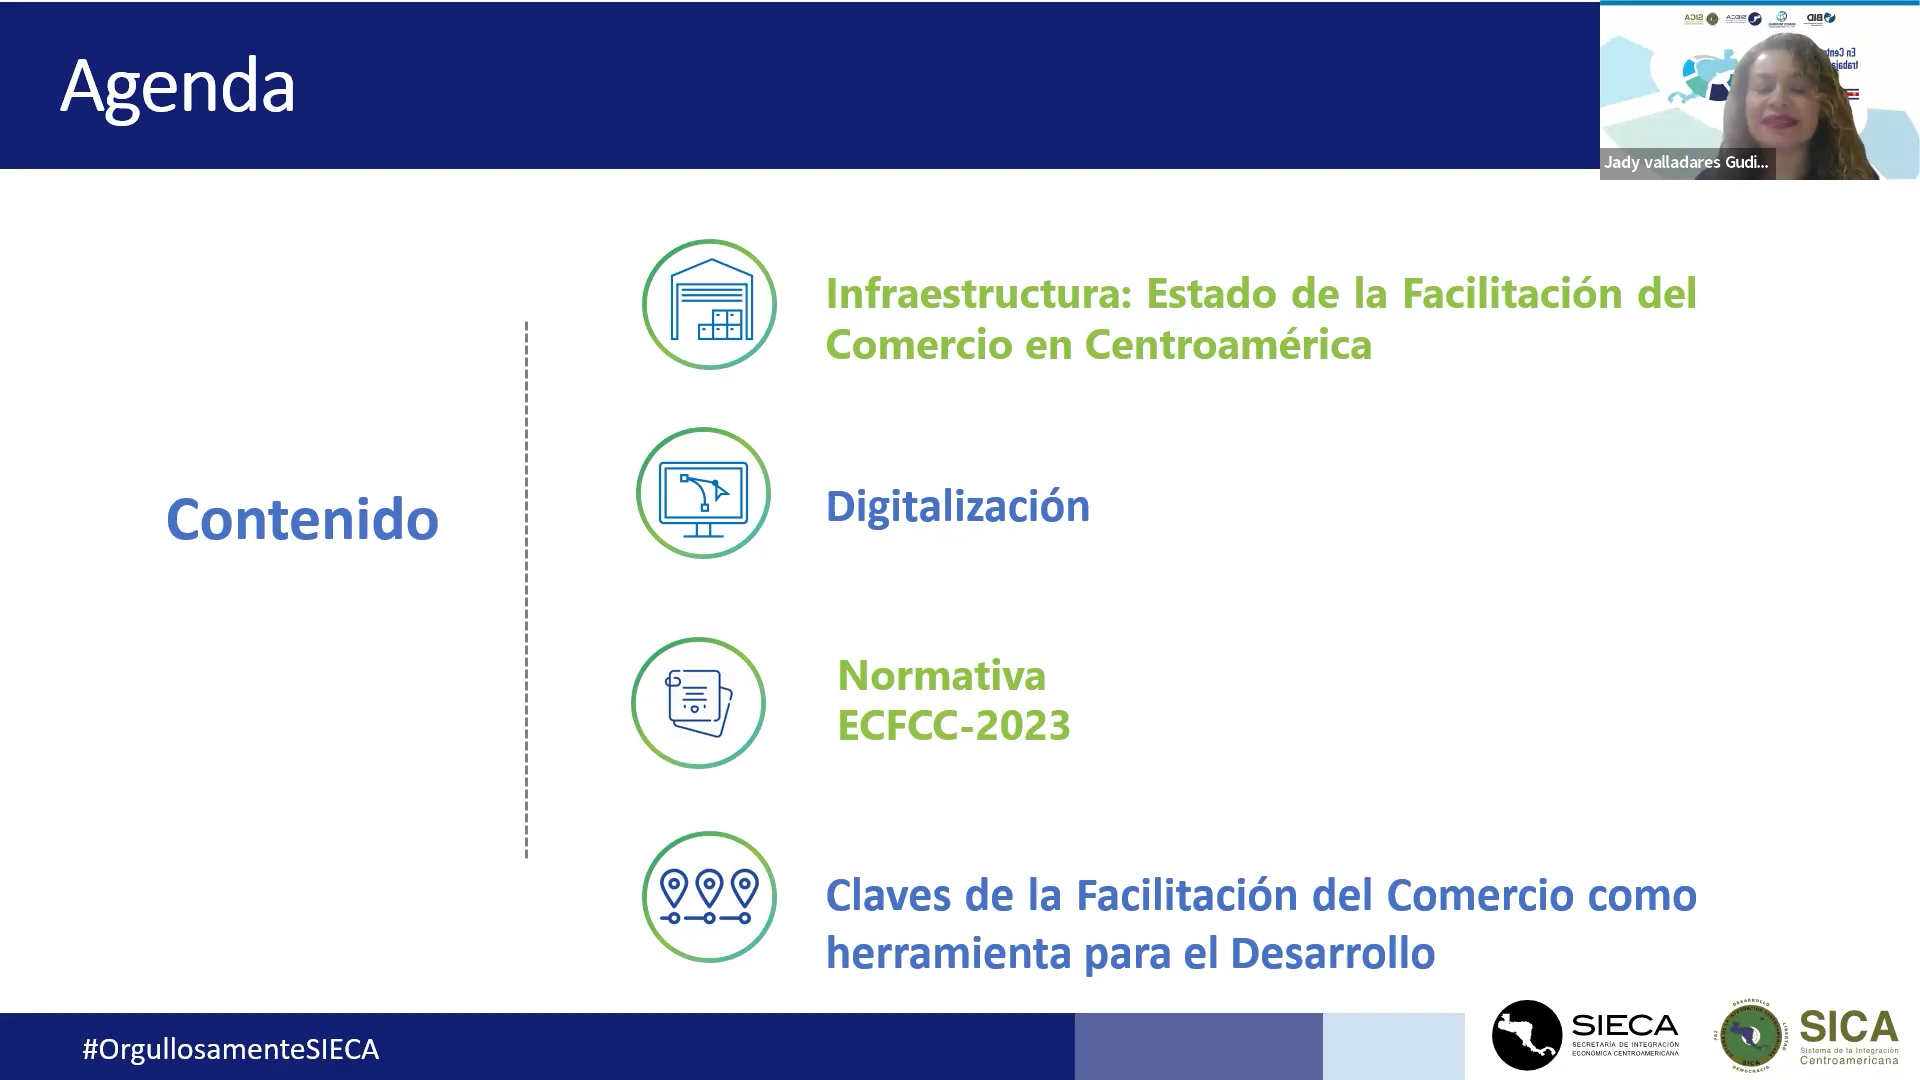 Agenda
Jady valladares Gudi...
Contenido
Infraestructura: Estado de la Facilitación del
Comercio en Centroamérica
Digitalización
Normativa
ECFCC-2023
Claves de la Facilitación del Comercio como
herramienta para el Desarrollo
#OrgullosamenteSIECA
SIECA
SECRETARÍA DE INTEGRACIÓN
ECONÓMICA CENTROAMERICANA
SICA
Sistema de la Integración
Centroamericana